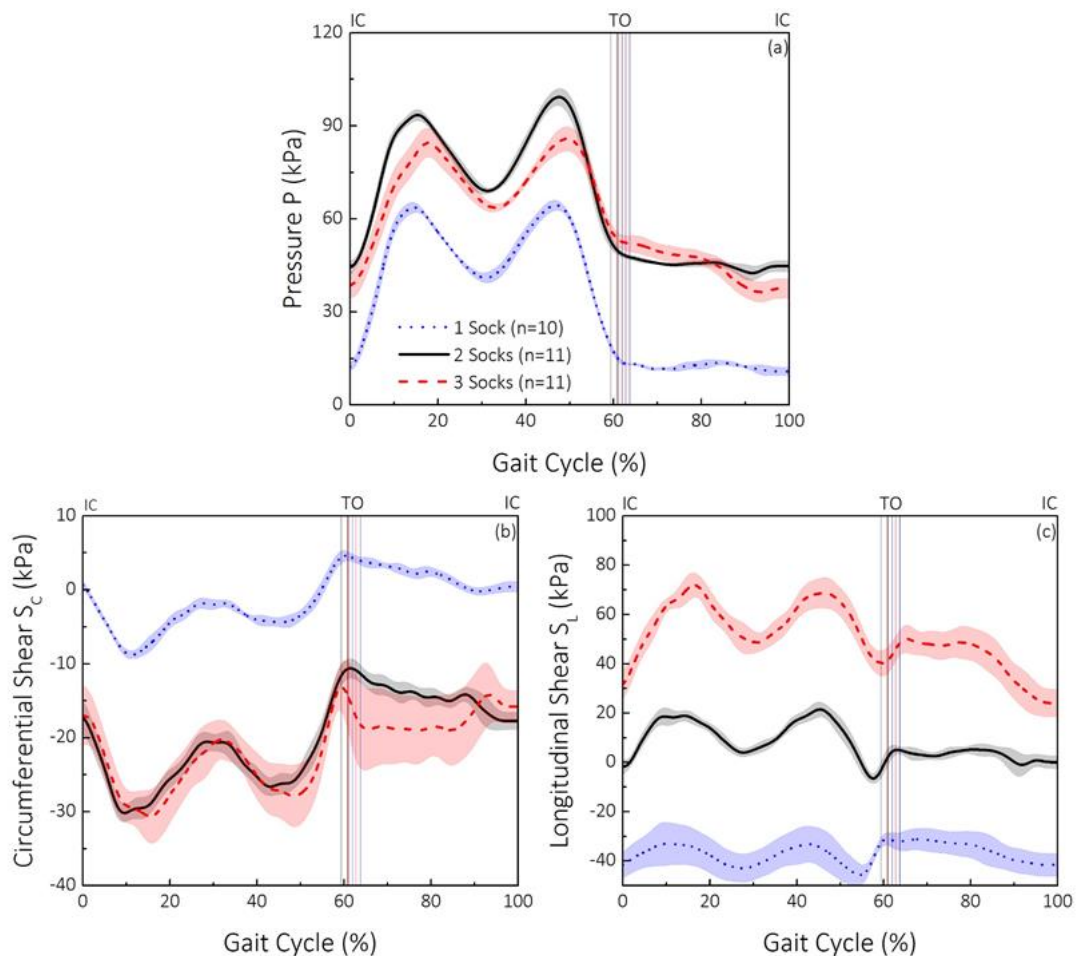 IC TO IC
(a)
120
90
60
30
0
Pressure P (kPa)
1 Sock (n=10)
2 Socks (n=11)
3 Socks (n=11)
0 20 40 60 80 100
Gait Cycle (%)
IC TO IC
(b)
10
0
-10
-20
-30
-40
Circumferential Shear S_C (kPa)
0 20 40 60 80 100
Gait Cycle (%)
IC TO IC
(c)
100
80
60
40
20
0
-20
-40
Longitudinal Shear S_L (kPa)
0 20 40 60 80 100
Gait Cycle (%)